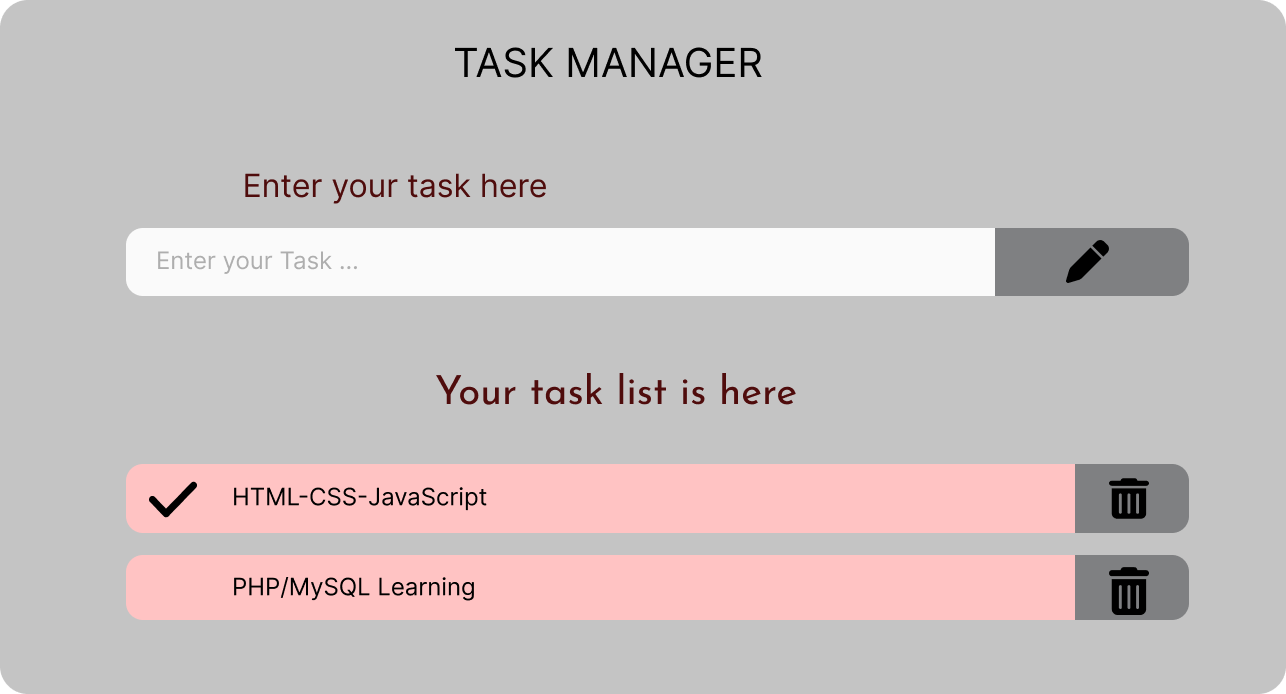 TASK MANAGER
Enter your task here
Enter your Task ...
Your task list is here
HTML-CSS-JavaScript
PHP/MySQL Learning